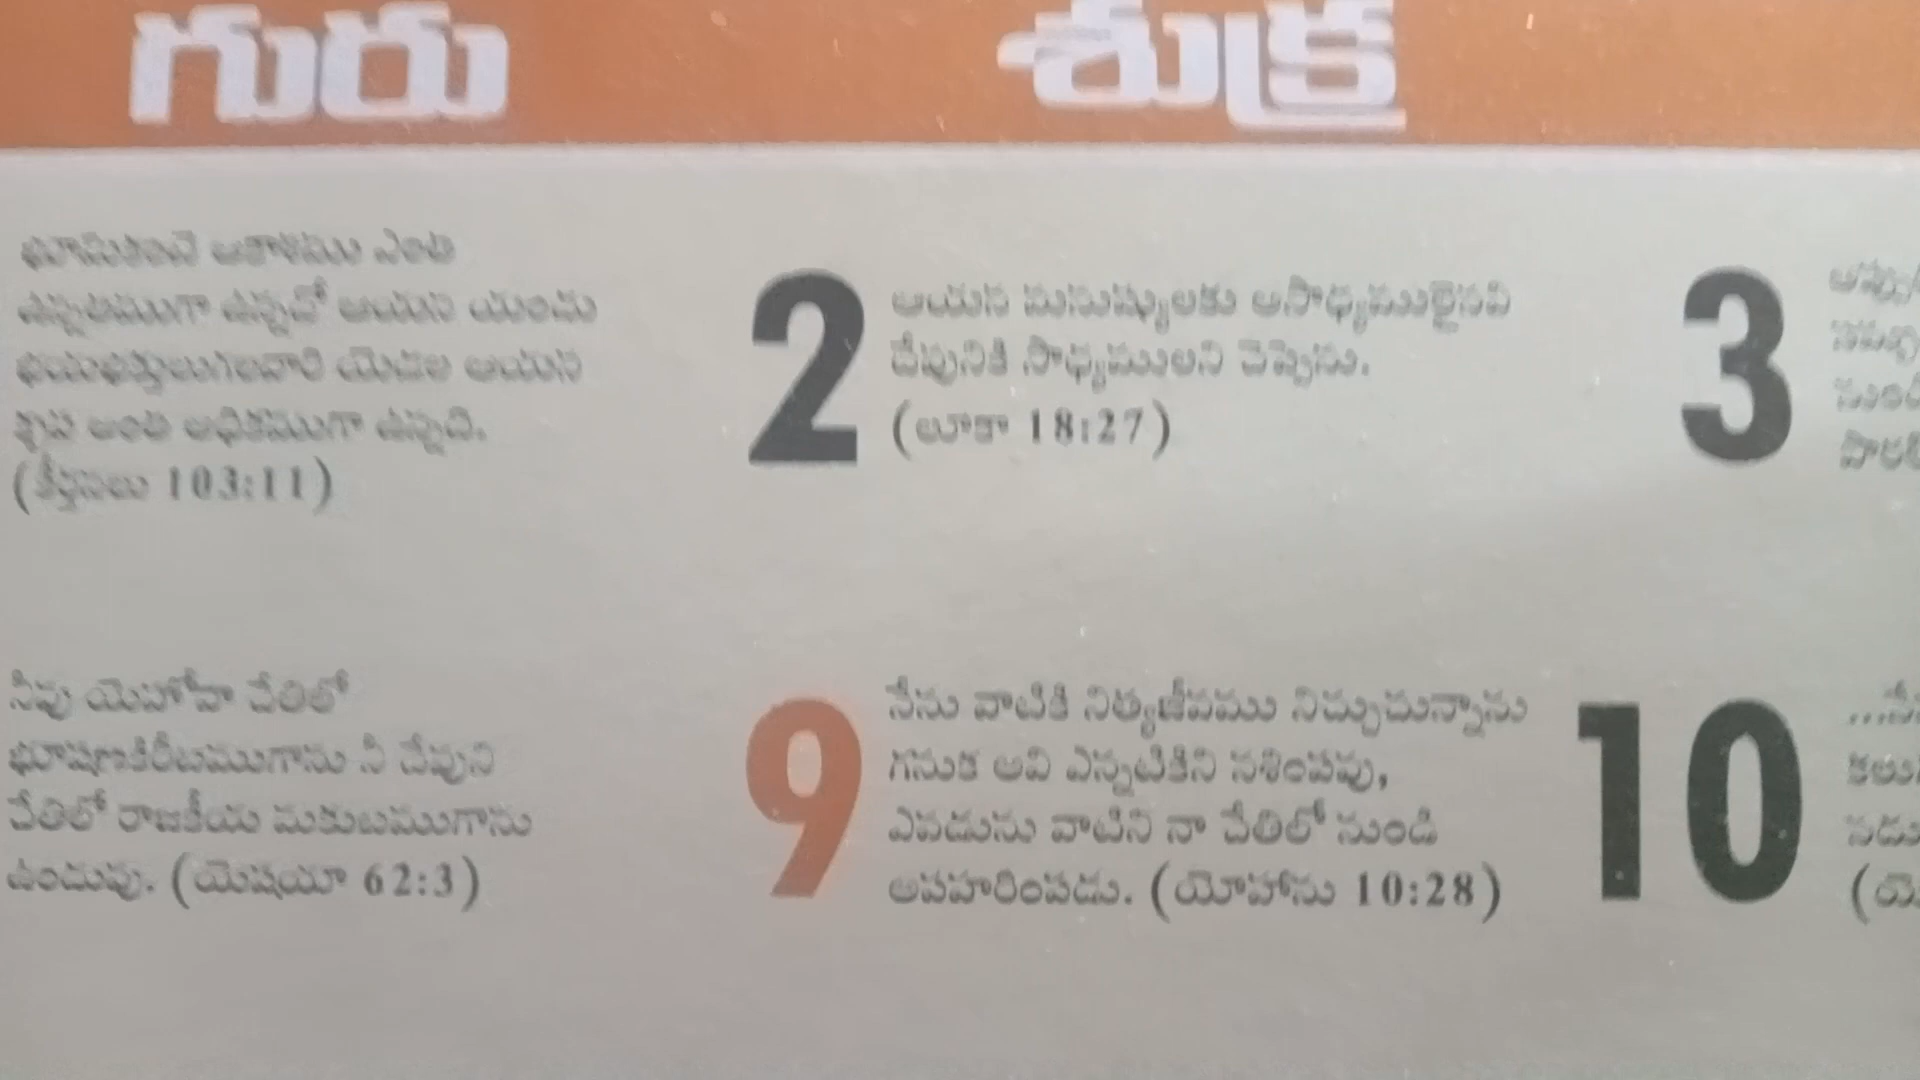 గురు శుక్ర
భూమికంటె ఆకాశము ఎంత
ఉన్నతముగా ఉన్నదో ఆయన యందు
భయభక్తులుగలవారి యెడల ఆయన
కృప అంత అధికముగా ఉన్నది.
(కీర్తనలు 103:11)
2
ఆయన మనుష్యులకు అసాధ్యములైనవి
దేవునికి సాధ్యములని చెప్పెను.
(లూకా 18:27)
3
నీవు యెహోవా చేతిలో
భూషణకిరీటముగాను నీ దేవుని
చేతిలో రాజకీయ మకుటముగాను
ఉందువు. (యెషయా 62:3)
9
నేను వాటికి నిత్యజీవము నిచ్చుచున్నాను
గనుక అవి ఎన్నటికిని నశింపవు,
ఎవడును వాటిని నా చేతిలో నుండి
అపహరింపడు. (యోహాను 10:28)
10